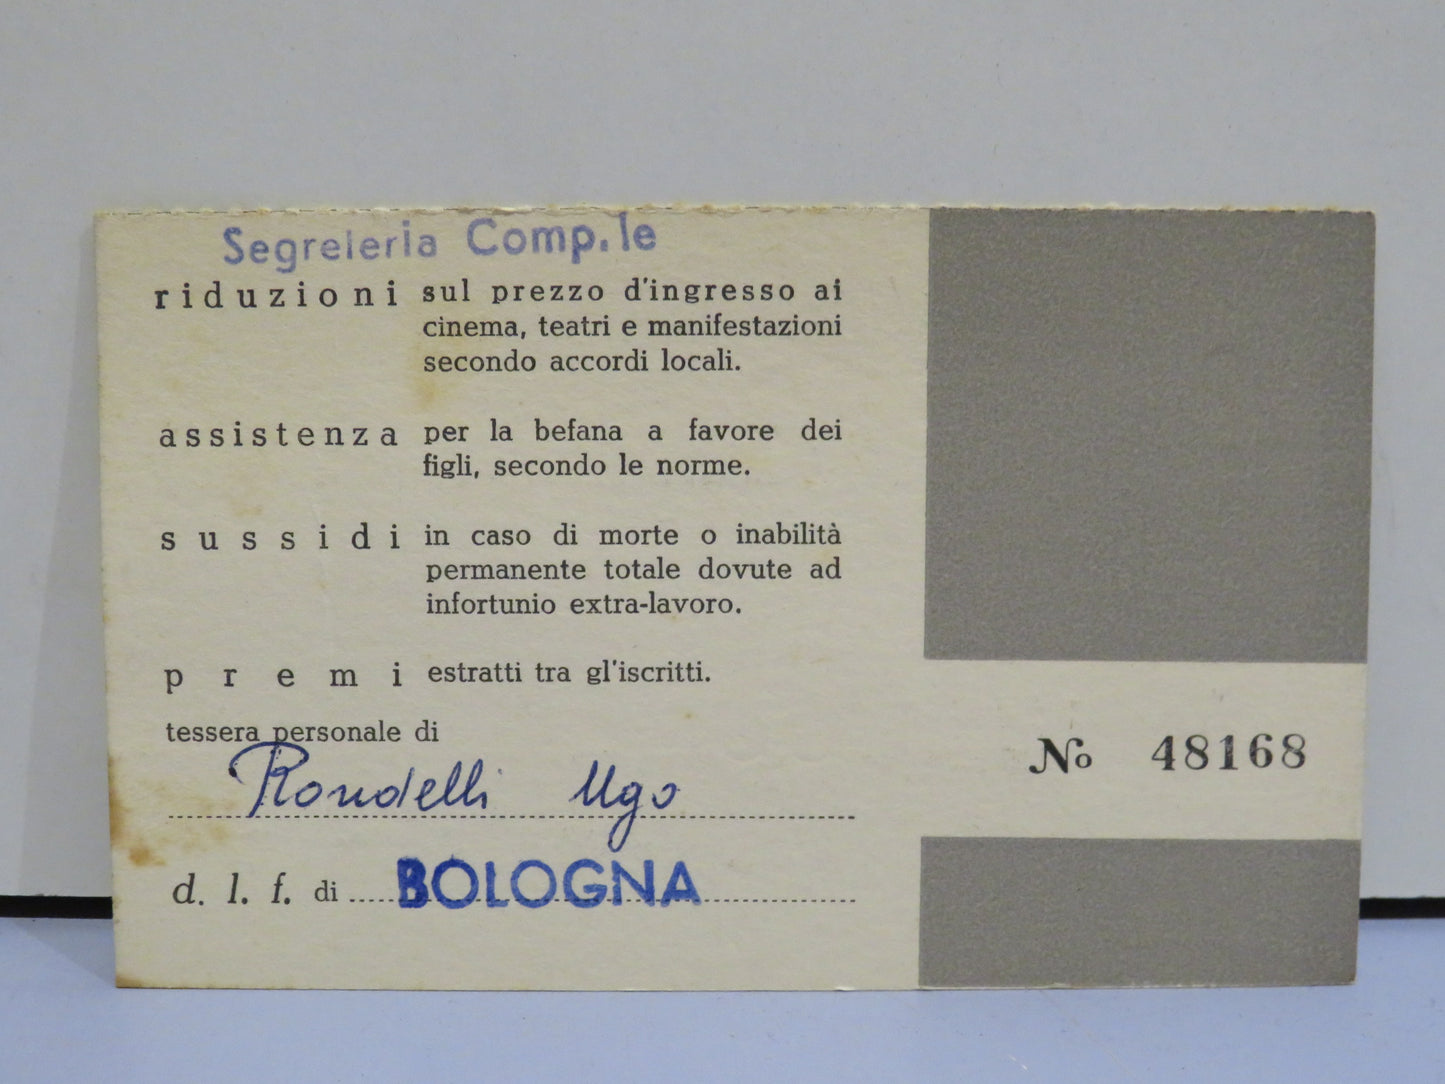 Segreteria Comp.le
riduzioni sul prezzo d'ingresso ai
cinema, teatri e manifestazioni
secondo accordi locali.
assistenza per la befana a favore dei
figli, secondo le norme.
sussidi in caso di morte o inabilità
permanente totale dovute ad
infortunio extra-lavoro.
premi estratti tra gl'iscritti.
tessera personale di
Rondelli Ugo
d. l. f. di BOLOGNA
No 48168